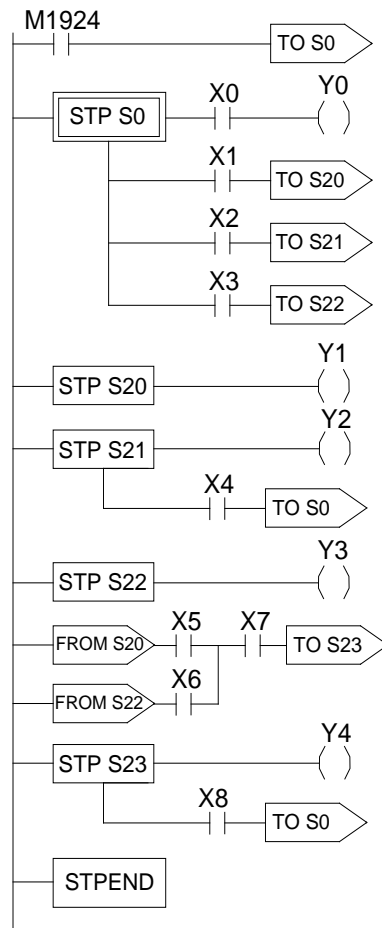 M1924
TO S0
STP S0
X0
Y0
X1
TO S20
X2
TO S21
X3
TO S22
STP S20
Y1
STP S21
Y2
X4
TO S0
STP S22
Y3
FROM S20
X5
X7
TO S23
FROM S22
X6
STP S23
Y4
X8
TO S0
STPEND